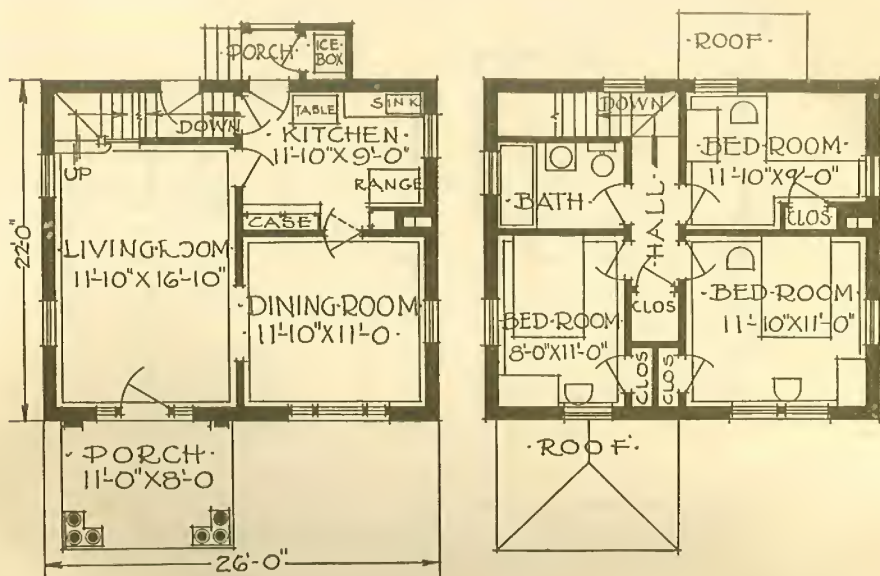 PORCH
ICE
BOX
TABLE
SINK
DOWN
KITCHEN
11'-10"X9'-0"
UP
RANGE
CASE
LIVING ROOM
11'-10"X16'-10"
DINING·ROOM
11'-10"X11'-0·
22'-0"
·PORCH·
11'-0"X8'-0
26'-0"
·ROOF·
DOWN
BED·ROOM·
11'-10"X9'-0"
BATH
HALL
CLOS
·BED·ROOM·
11'-10"X11'-0"
CLOS
BED·ROOM
8'-0"X11'-0"
CLOS
CLOS
·ROOF·